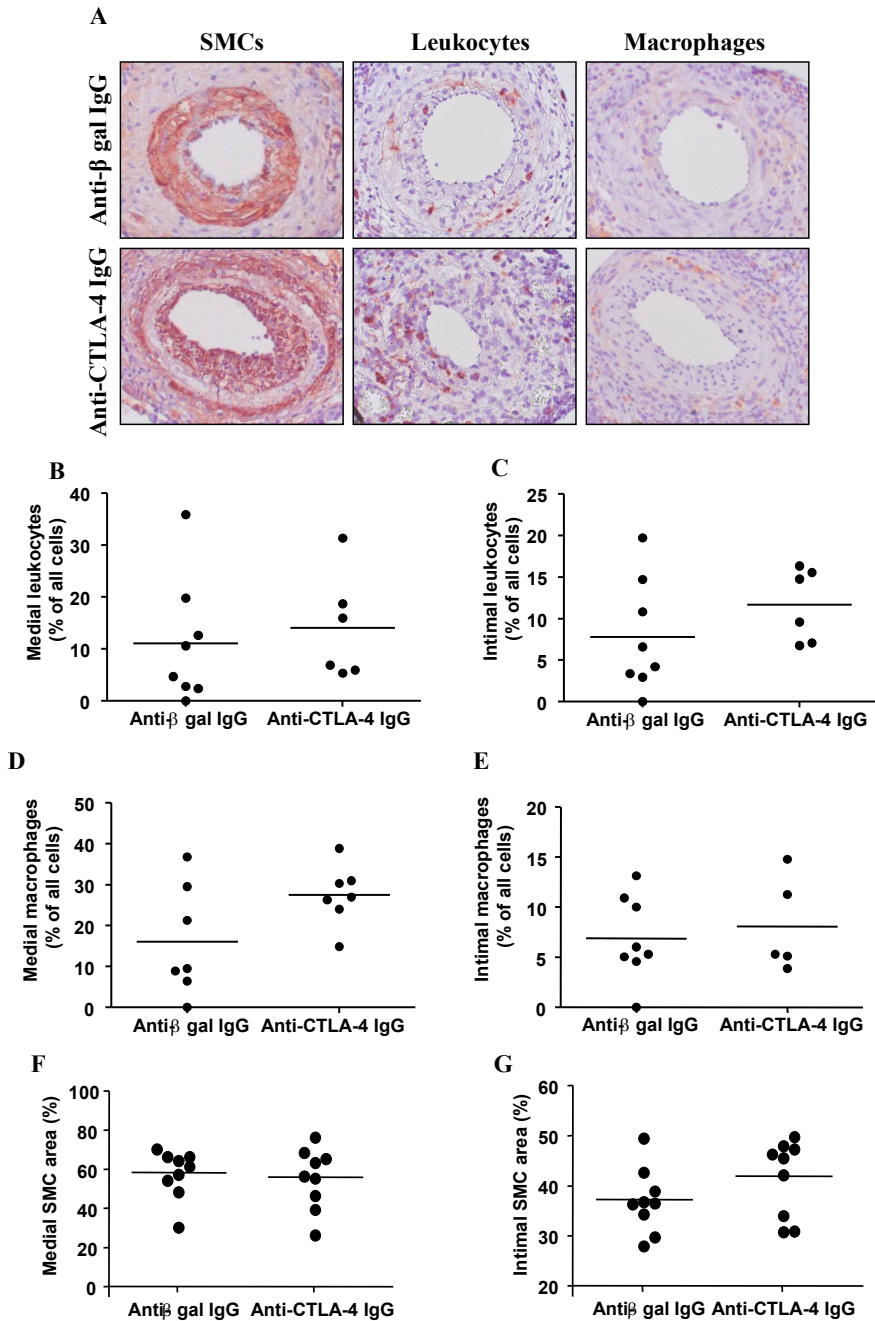 A
SMCs
Leukocytes
Macrophages
Anti-β gal IgG
Anti-CTLA-4 IgG
B
Medial leukocytes
(% of all cells)
40
30
20
10
0
Anti-β gal IgG
Anti-CTLA-4 IgG
C
Intimal leukocytes
(% of all cells)
25
20
15
10
5
0
Anti-β gal IgG
Anti-CTLA-4 IgG
D
Medial macrophages
(% of all cells)
50
40
30
20
10
0
Anti-β gal IgG
Anti-CTLA-4 IgG
E
Intimal macrophages
(% of all cells)
20
15
10
5
0
Anti-β gal IgG
Anti-CTLA-4 IgG
F
Medial SMC area (%)
100
80
60
40
20
0
Anti-β gal IgG
Anti-CTLA-4 IgG
G
Intimal SMC area (%)
60
50
40
30
20
Anti-β gal IgG
Anti-CTLA-4 IgG